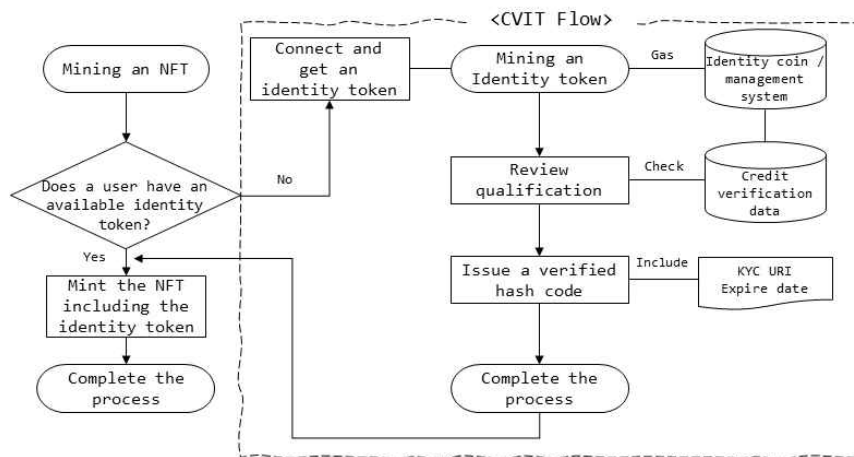 <CVIT Flow>
Mining an NFT
Does a user have an
available identity
token?
No
Yes
Mint the NFT
including the
identity token
Complete the
process
Connect and
get an
identity token
Mining an
Identity token
Gas
Identity coin /
management
system
Review
qualification
Check
Credit
verification
data
Issue a verified
hash code
Include
KYC URI
Expire date
Complete the
process